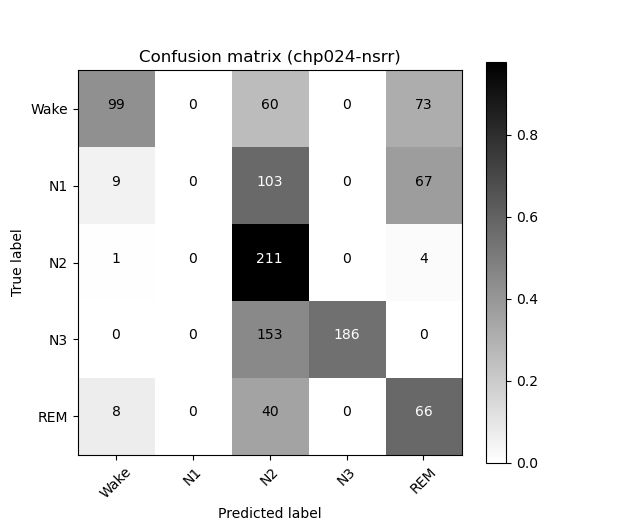 Confusion matrix (chp024-nsrr)
Wake 99 0 60 0 73
N1 9 0 103 0 67
N2 1 0 211 0 4
N3 0 0 153 186 0
REM 8 0 40 0 66
Wake N1 N2 N3 REM
Predicted label
True label
0.8
0.6
0.4
0.2
0.0